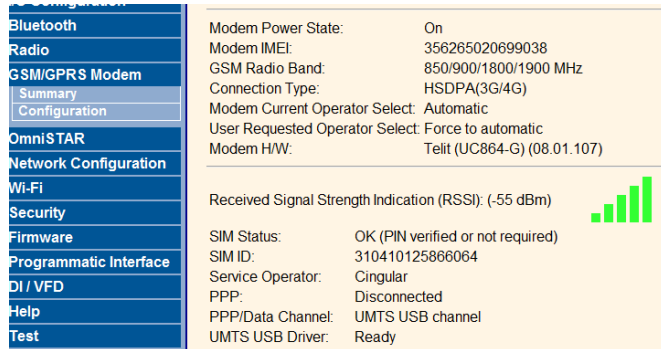 Bluetooth
Radio
GSM/GPRS Modem
Summary
Configuration
OmniSTAR
Network Configuration
Wi-Fi
Security
Firmware
Programmatic Interface
DI / VFD
Help
Test
Modem Power State: On
Modem IMEI: 356265020699038
GSM Radio Band: 850/900/1800/1900 MHz
Connection Type: HSDPA(3G/4G)
Modem Current Operator Select: Automatic
User Requested Operator Select: Force to automatic
Modem H/W: Telit (UC864-G) (08.01.107)
Received Signal Strength Indication (RSSI): (-55 dBm)
SIM Status: OK (PIN verified or not required)
SIM ID: 310410125866064
Service Operator: Cingular
PPP: Disconnected
PPP/Data Channel: UMTS USB channel
UMTS USB Driver: Ready